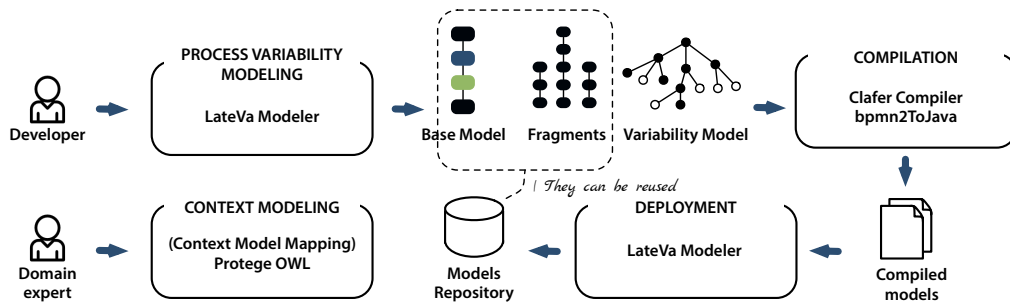 PROCESS VARIABILITY
MODELING
LateVa Modeler
Developer
Base Model
Fragments
Variability Model
COMPILATION
Clafer Compiler
bpmn2ToJava
| They can be reused
CONTEXT MODELING
(Context Model Mapping)
Protege OWL
Domain
expert
Models
Repository
DEPLOYMENT
LateVa Modeler
Compiled
models